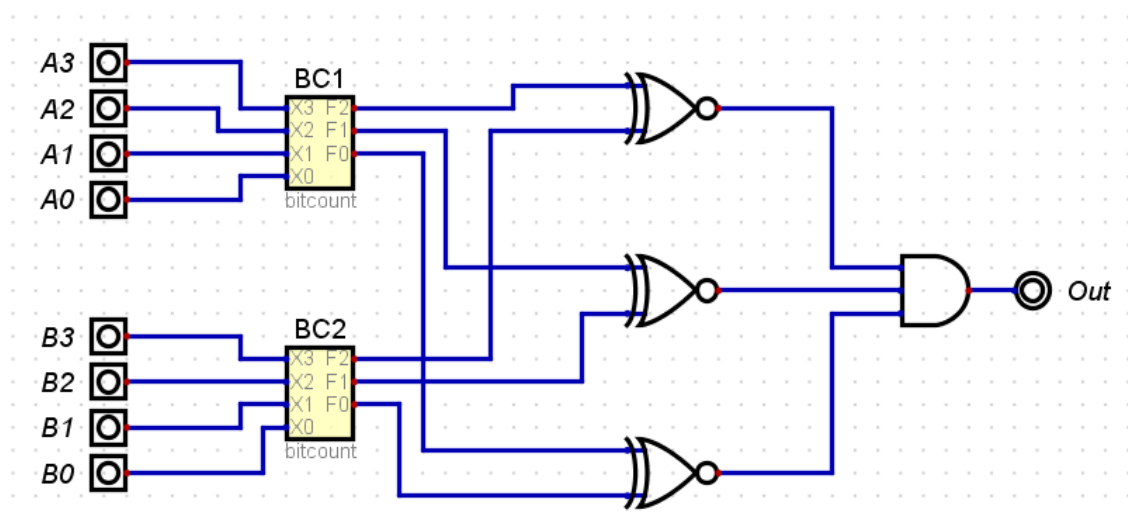 A3
A2
A1
A0
BC1
X3 F2
X2 F1
X1 F0
X0
bitcount
B3
B2
B1
B0
BC2
X3 F2
X2 F1
X1 F0
X0
bitcount
Out